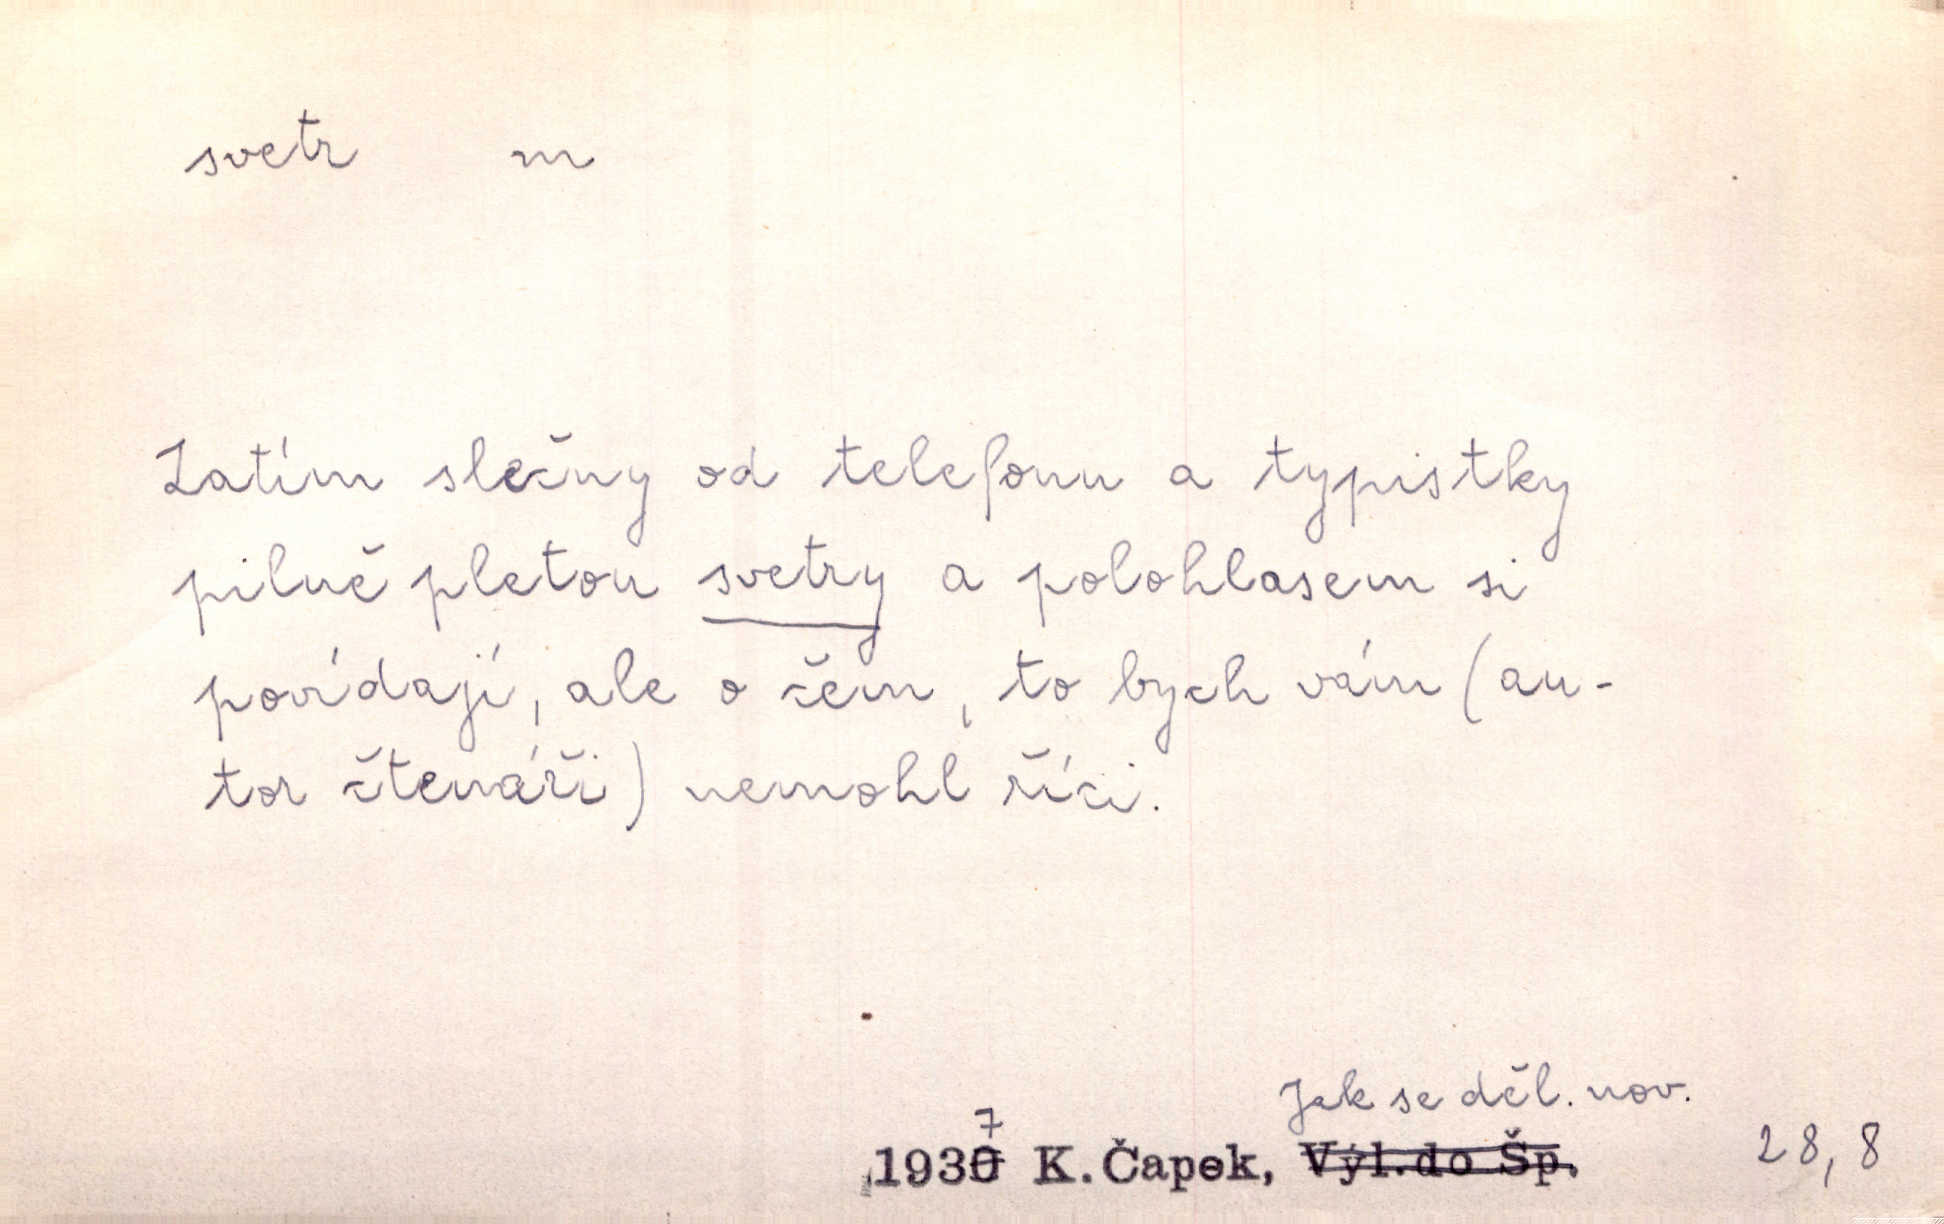 svetr m
Zatím slečny od telefonu a typistky
pilně pletou svetry a polohlasem si
povídají, ale o čem, to bych vám (au-
tor čtenáři) nemohl říci.
Jak se děl. nov.
7
1930 K. Čapek, Výl. do Šp. 28,8